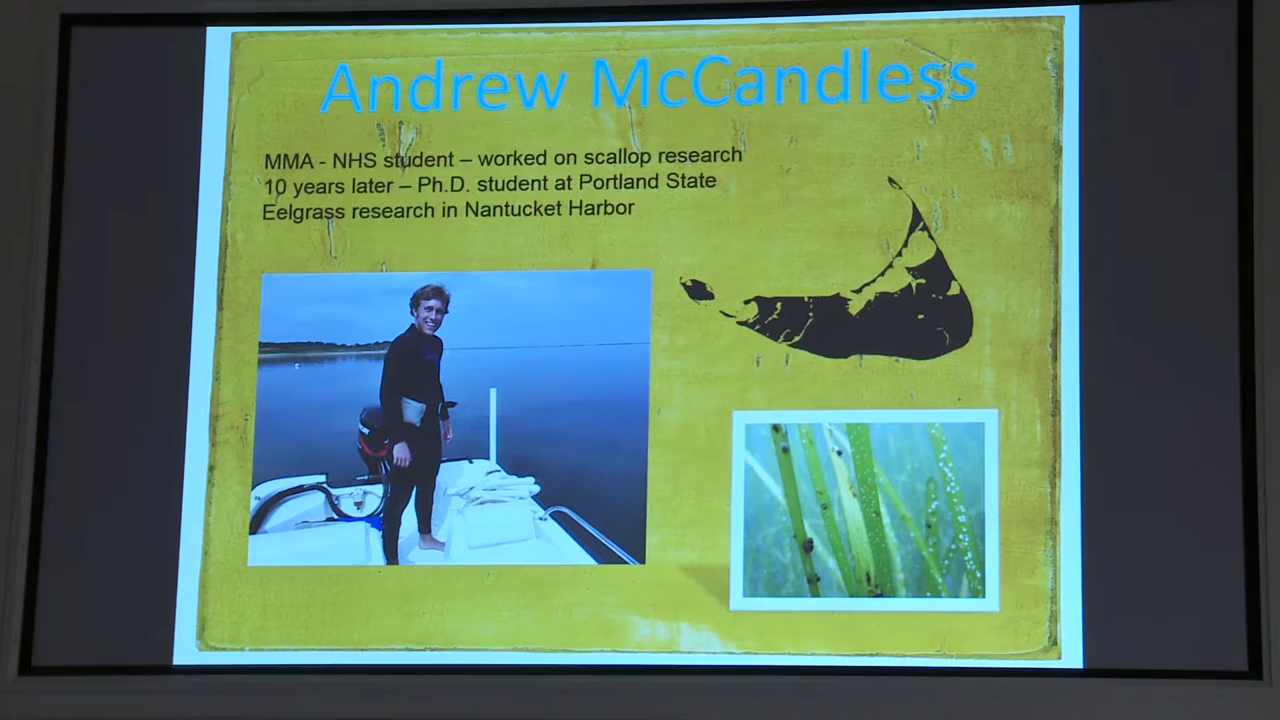 Andrew McCandless
MMA - NHS student – worked on scallop research
10 years later – Ph.D. student at Portland State
Eelgrass research in Nantucket Harbor